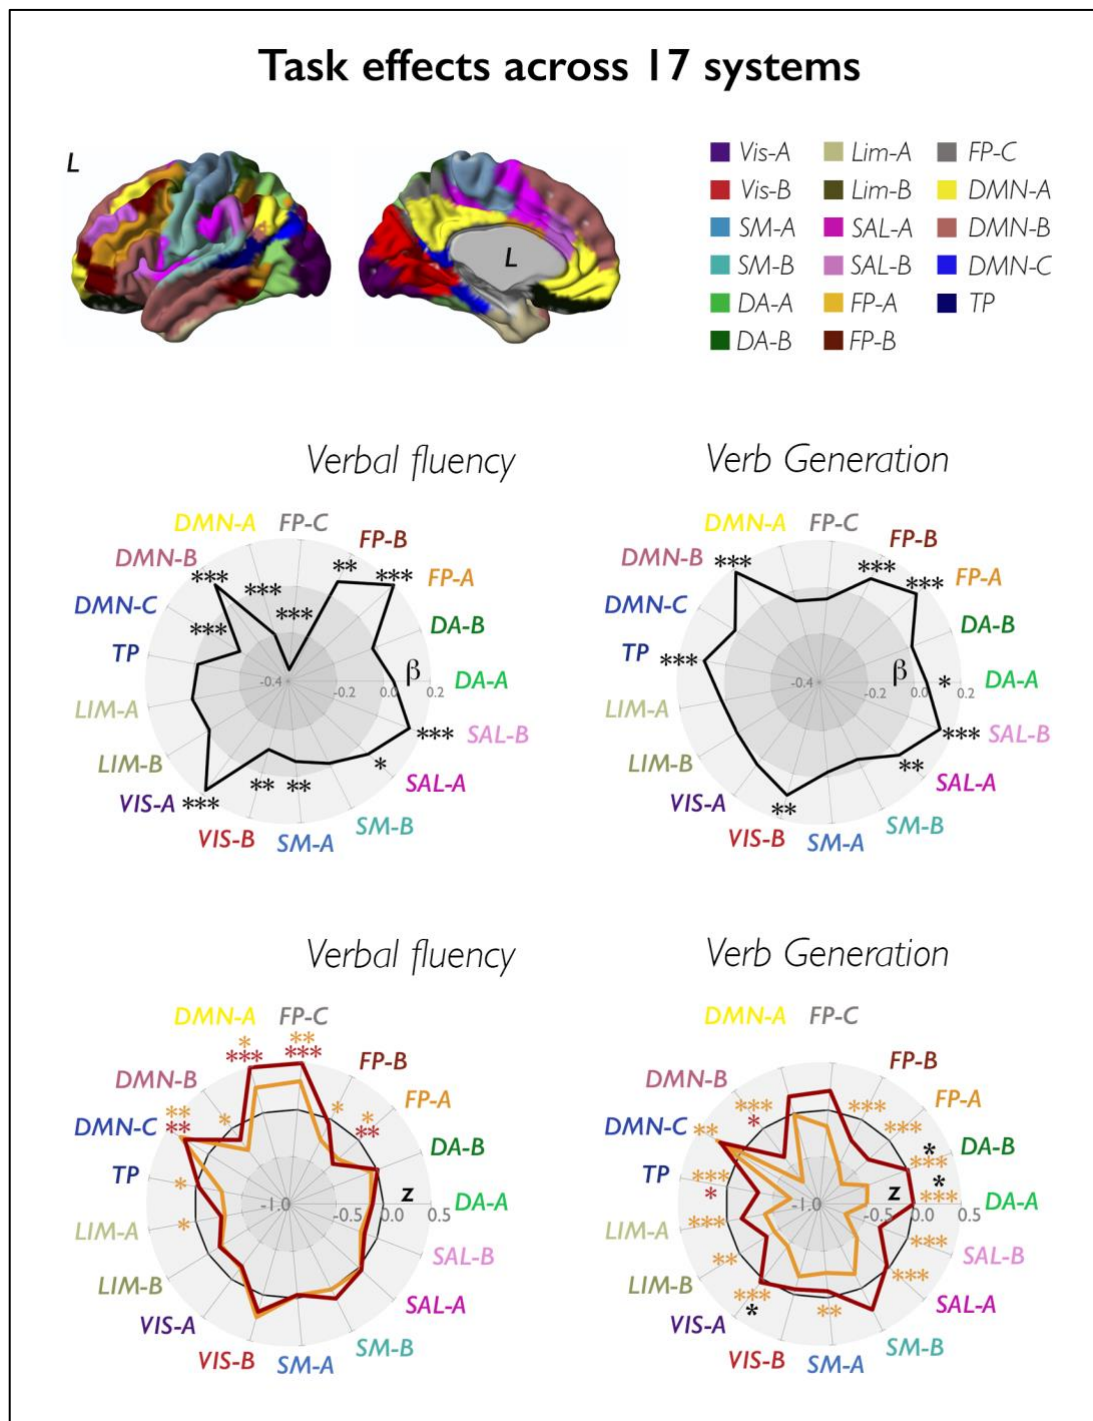 Task effects across 17 systems
L
L
Vis-A Lim-A FP-C
Vis-B Lim-B DMN-A
SM-A SAL-A DMN-B
SM-B SAL-B DMN-C
DA-A FP-A TP
DA-B FP-B
Verbal fluency
DMN-A FP-C FP-B
DMN-B *** *** *** ** *** FP-A
DMN-C *** DA-B
TP β DA-A
-0.4 -0.2 0.0 0.2
LIM-A *** SAL-B
LIM-B * SAL-A
VIS-A *** ** ** SM-B
VIS-B SM-A
Verb Generation
DMN-A FP-C FP-B
DMN-B *** *** *** FP-A
DMN-C DA-B
TP *** β * DA-A
-0.4 -0.2 0.0 0.2
LIM-A *** SAL-B
LIM-B ** SAL-A
VIS-A ** SM-B
VIS-B SM-A
Verbal fluency
DMN-A * FP-C **
*** *** FP-B
DMN-B * FP-A
** * *
DMN-C ** ** DA-B
TP * z DA-A
-1.0 -0.5 0.0 0.5
LIM-A * SAL-B
LIM-B SAL-A
VIS-A SM-B
VIS-B SM-A
Verb Generation
DMN-A FP-C FP-B
DMN-B *** *** FP-A
* ***
DMN-C ** * DA-B
***
TP *** * z *** DA-A
*
-1.0 -0.5 0.0 0.5
LIM-A *** *** SAL-B
LIM-B ** *** SAL-A
VIS-A *** ** SM-B
*
VIS-B SM-A